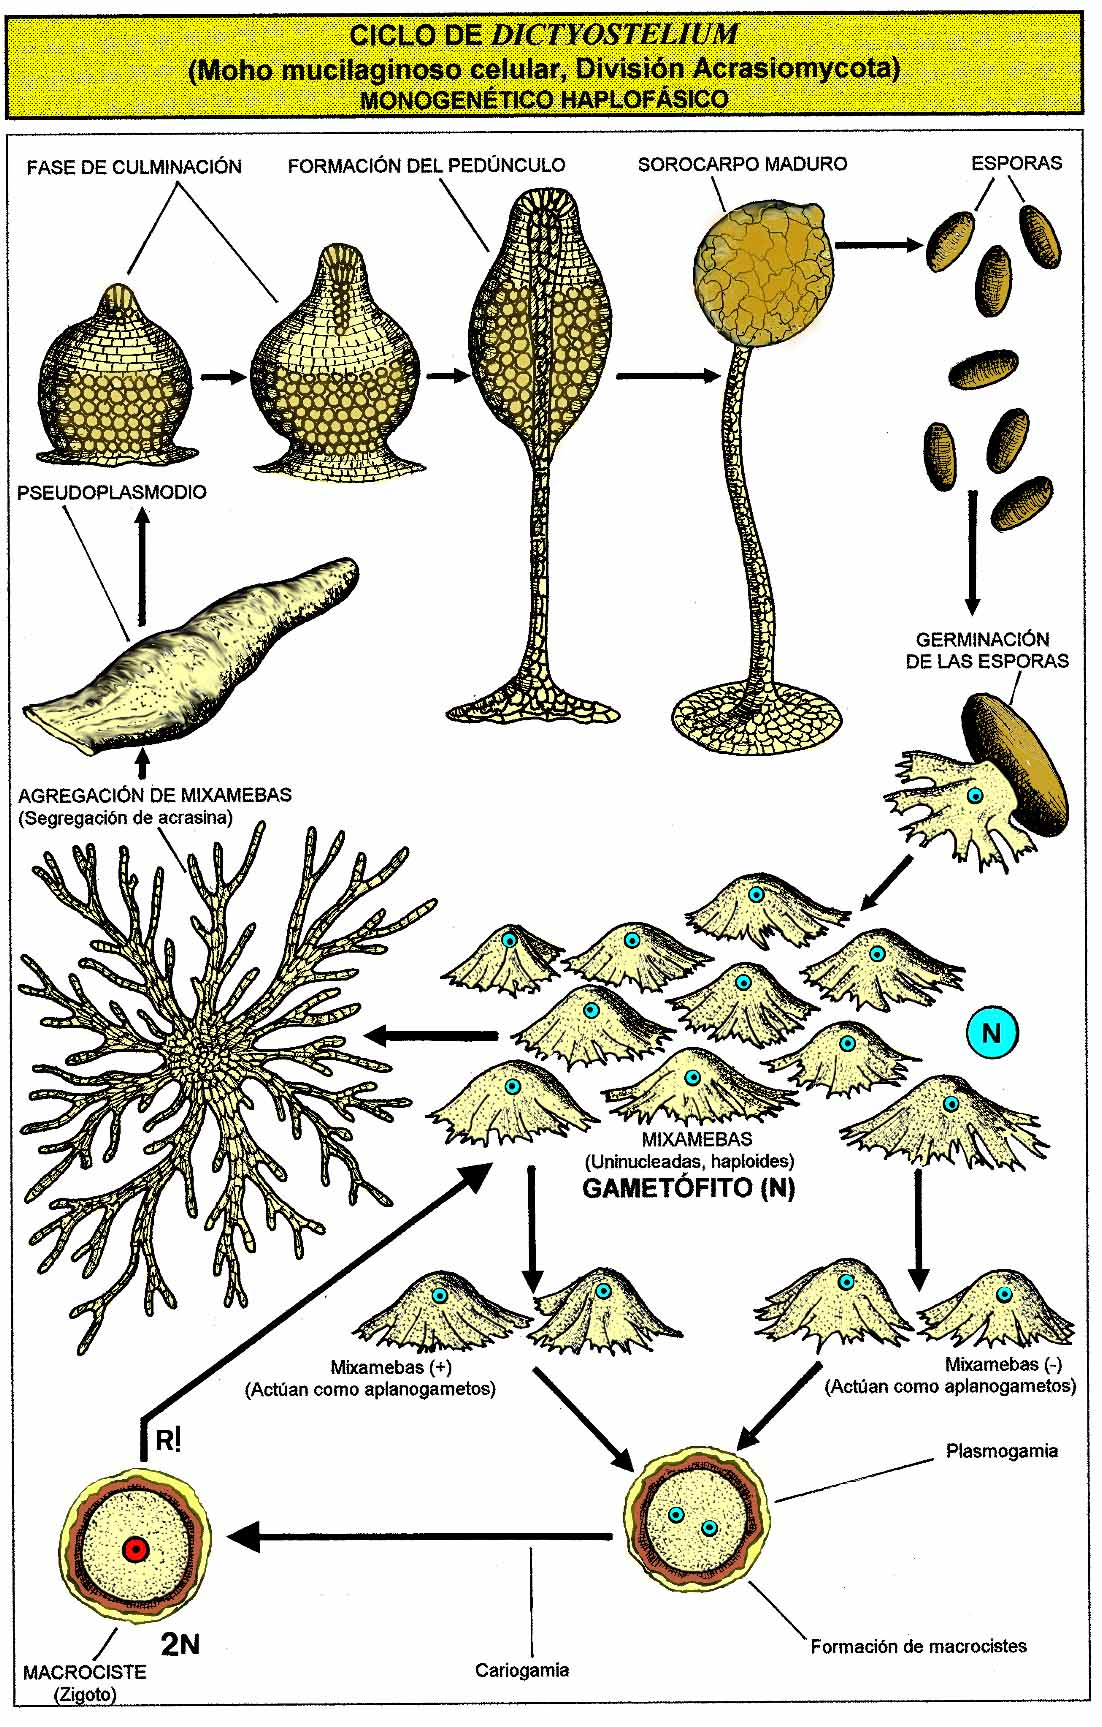 CICLO DE DICTYOSTELIUM
(Moho mucilaginoso celular, División Acrasiomycota)
MONOGENÉTICO HAPLOFÁSICO
FASE DE CULMINACIÓN
FORMACIÓN DEL PEDÚNCULO
SOROCARPO MADURO
ESPORAS
PSEUDOPLASMODIO
GERMINACIÓN
DE LAS ESPORAS
AGREGACIÓN DE MIXAMEBAS
(Segregación de acrasina)
N
MIXAMEBAS
(Uninucleadas, haploides)
GAMETÓFITO (N)
Mixamebas (+)
(Actúan como aplanogametos)
Mixamebas (-)
(Actúan como aplanogametos)
R!
Plasmogamia
2N
MACROCISTE
(Zigoto)
Cariogamia
Formación de macrocistes